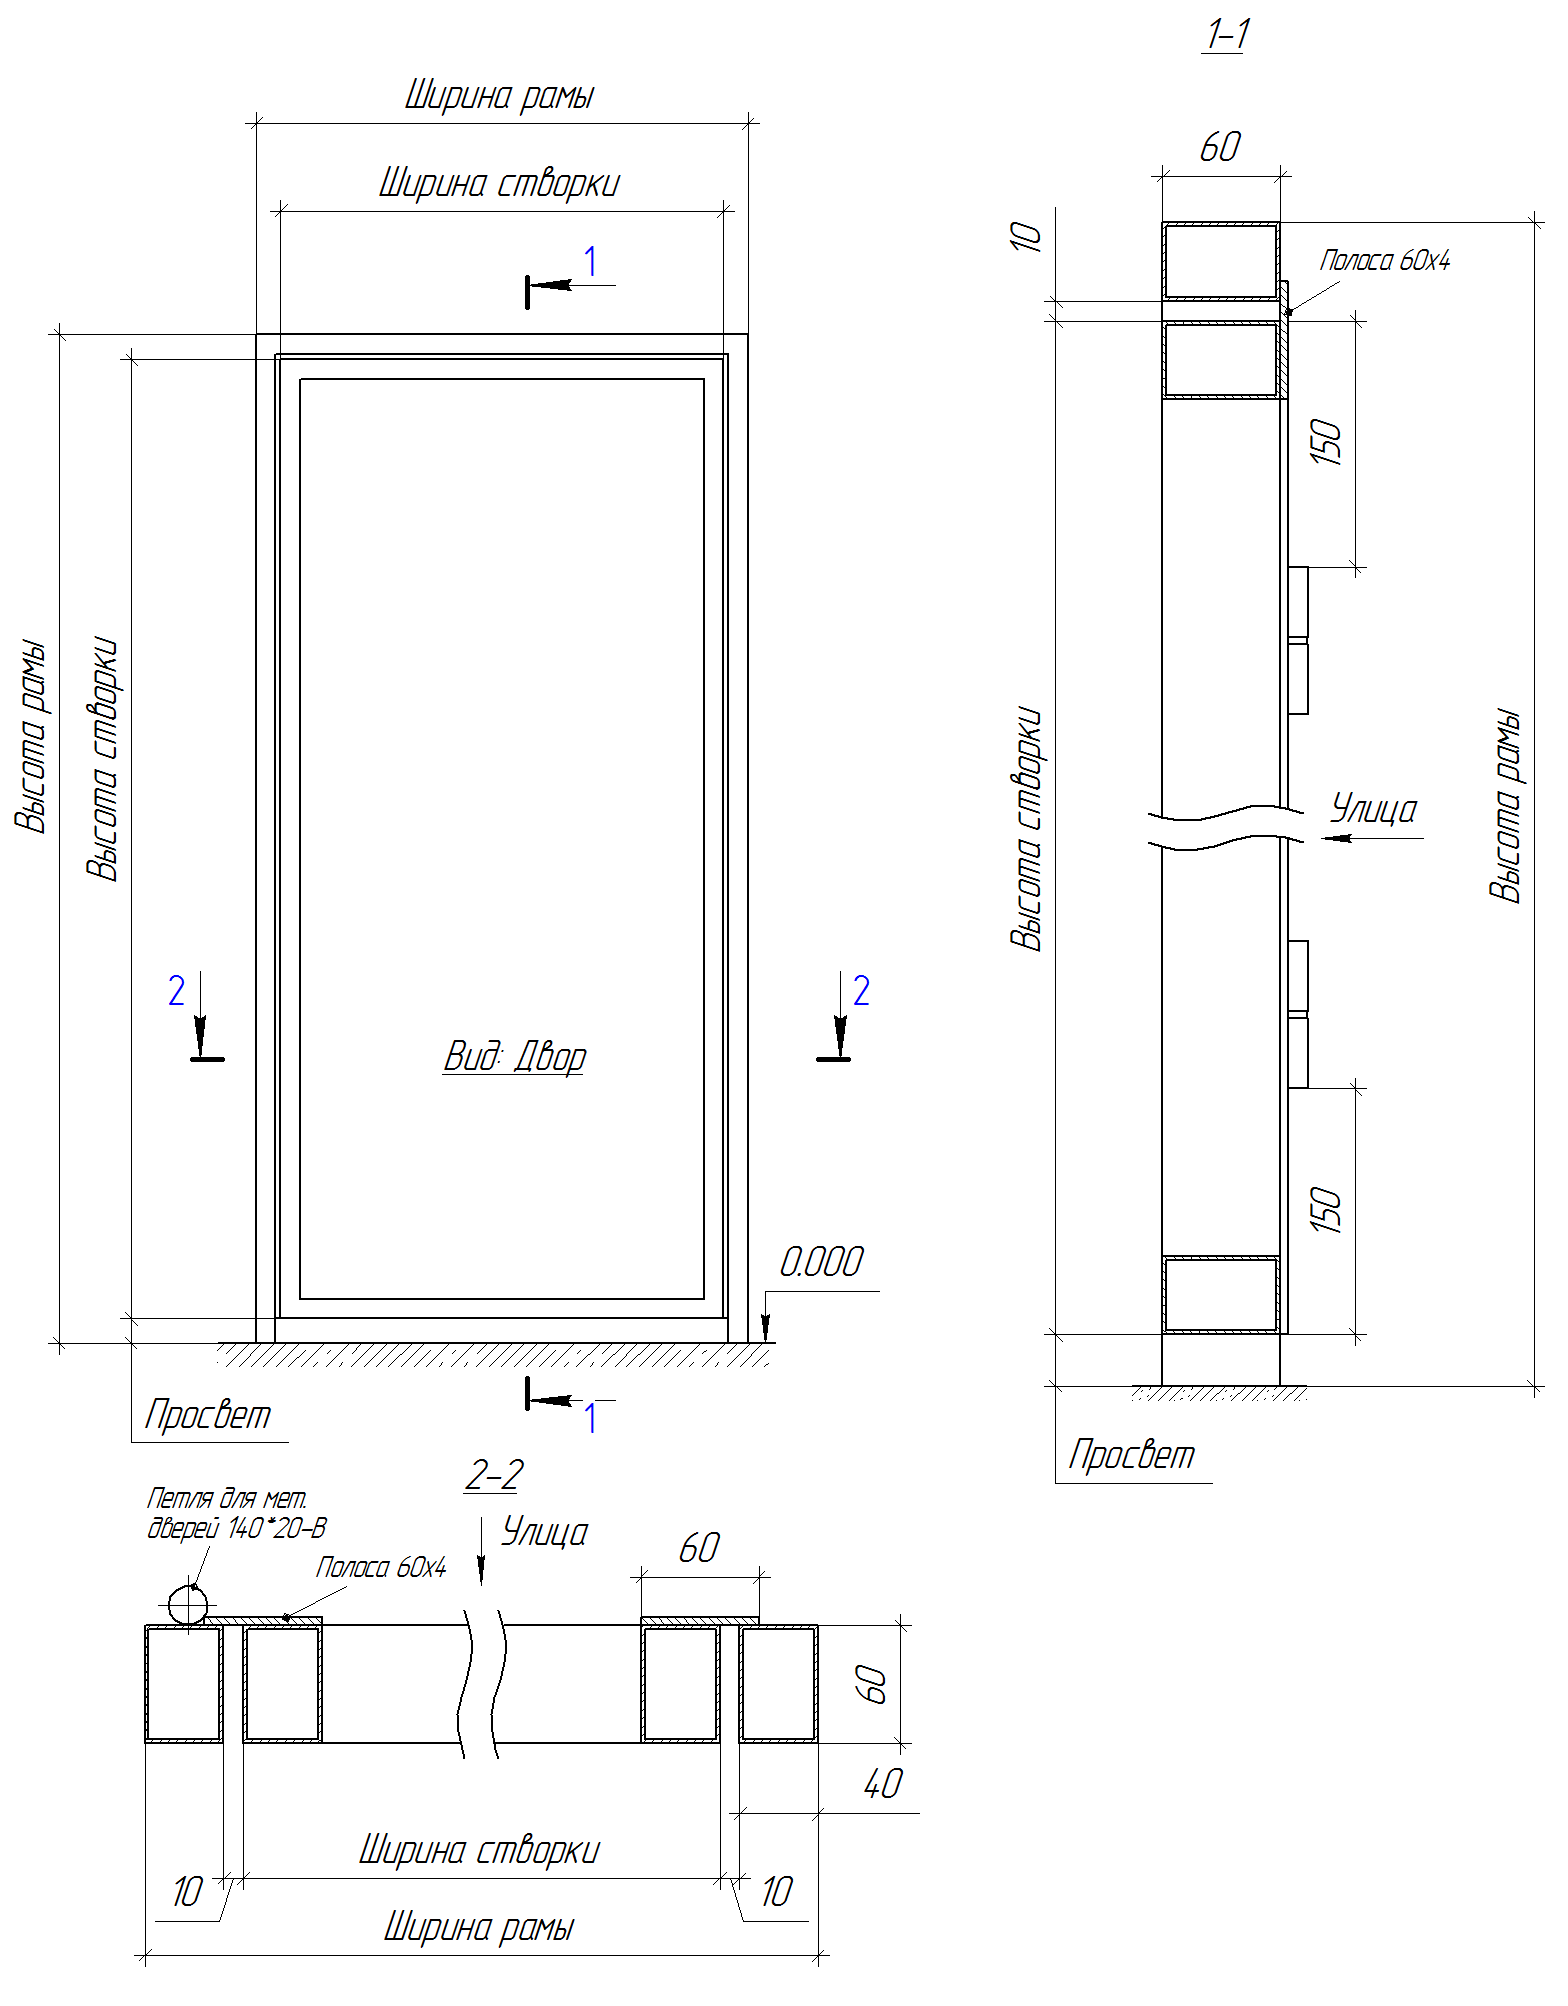 1-1
Ширина рамы
60
Ширина створки
10
1
Полоса 60х4
150
Высота рамы
Высота створки
Высота створки
Улица
Высота рамы
2
2
Вид: Двор
150
0.000
Просвет
1
Просвет
2-2
Петля для мет.
дверей 140*20-В
Улица
60
Полоса 60х4
60
40
Ширина створки
10
10
Ширина рамы